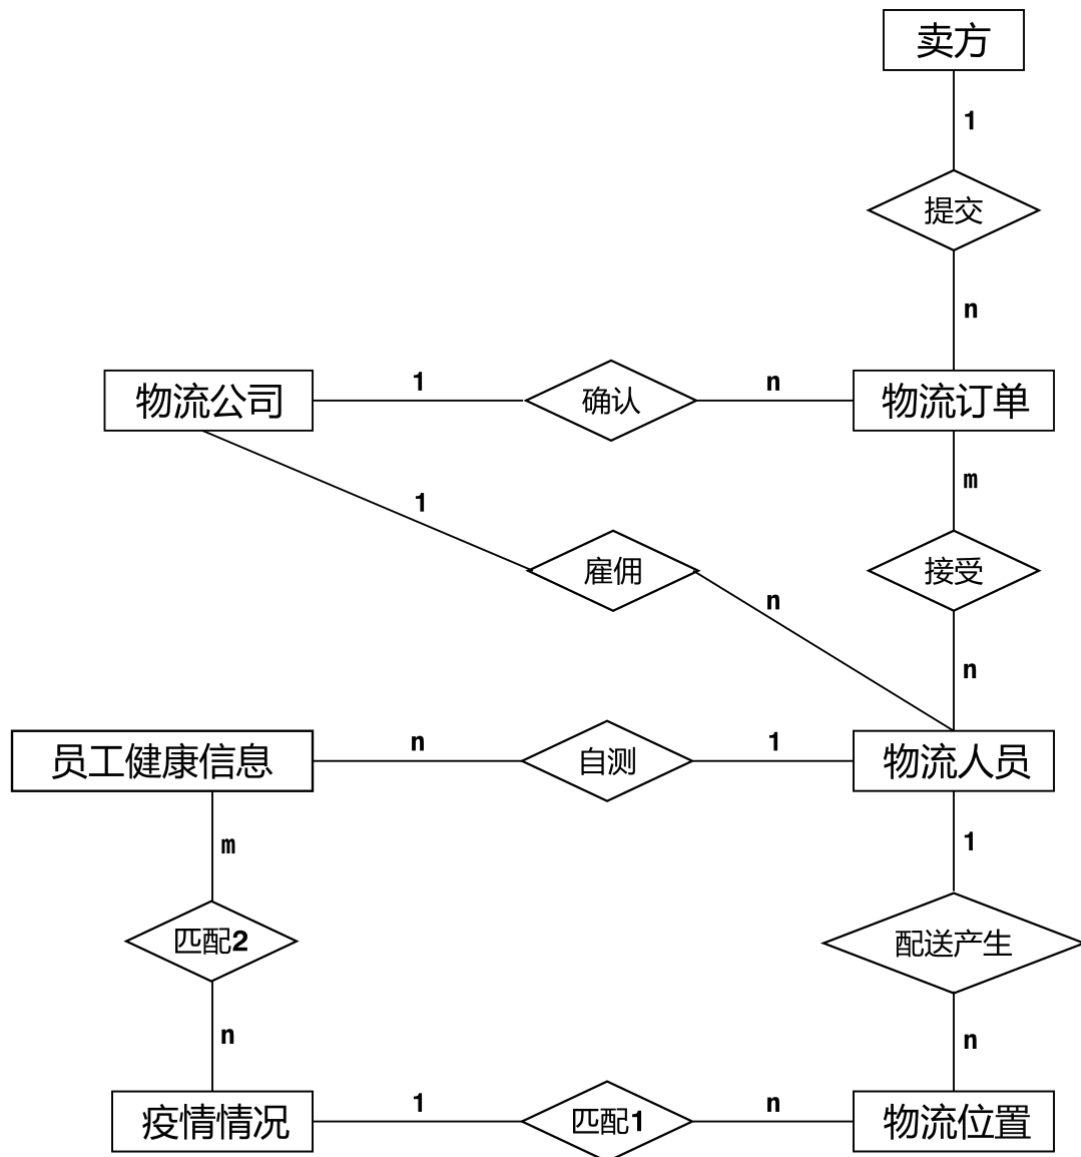 卖方
1
提交
n
物流公司
1
确认
n
物流订单
1
m
雇佣
接受
n
n
员工健康信息
n
自测
1
物流人员
m
1
匹配2
配送产生
n
n
疫情情况
1
匹配1
n
物流位置